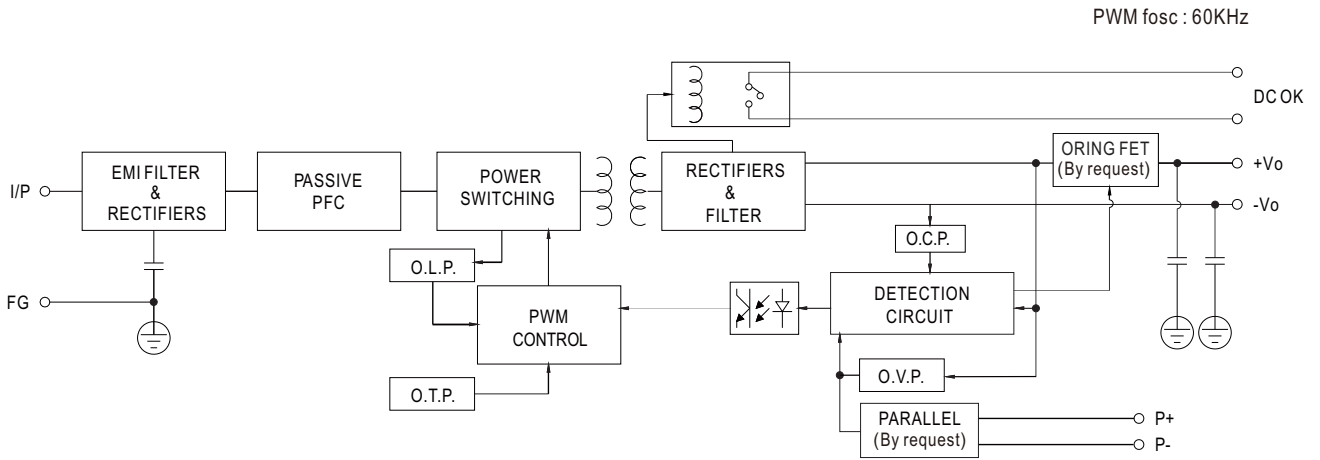 PWM fosc : 60KHz
DC OK
I/P
EMI FILTER
&
RECTIFIERS
PASSIVE
PFC
POWER
SWITCHING
RECTIFIERS
&
FILTER
ORING FET
(By request)
+Vo
-Vo
O.C.P.
O.L.P.
FG
PWM
CONTROL
DETECTION
CIRCUIT
O.T.P.
O.V.P.
PARALLEL
(By request)
P+
P-